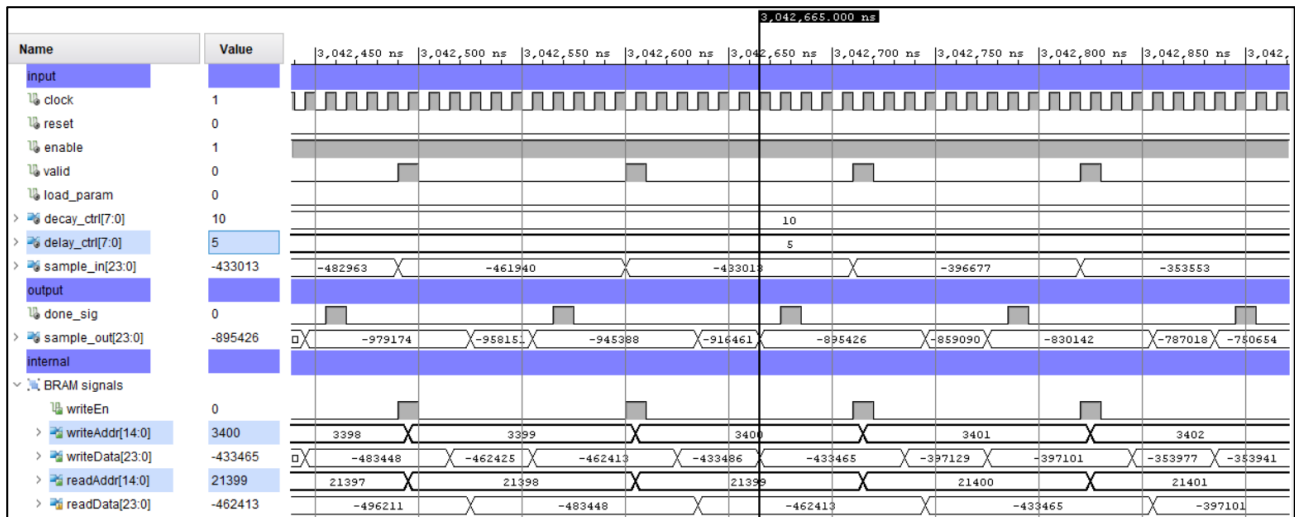 3,042,665.000 ns
Name Value 3,042,450 ns 3,042,500 ns 3,042,550 ns 3,042,600 ns 3,042,650 ns 3,042,700 ns 3,042,750 ns 3,042,800 ns 3,042,850 ns 3,042,
input
clock 1
reset 0
enable 1
valid 0
load_param 0
decay_ctrl[7:0] 10 10
delay_ctrl[7:0] 5 5
sample_in[23:0] -433013 -482963 -461940 -433013 -396677 -353553
output
done_sig 0
sample_out[23:0] -895426 -979174 -958151 -945388 -916461 -895426 -859090 -830142 -787018 -750654
internal
BRAM signals
writeEn 0
writeAddr[14:0] 3400 3398 3399 3400 3401 3402
writeData[23:0] -433465 -483448 -462425 -462413 -433486 -433465 -397129 -397101 -353977 -353941
readAddr[14:0] 21399 21397 21398 21399 21400 21401
readData[23:0] -462413 -496211 -483448 -462413 -433465 -397101